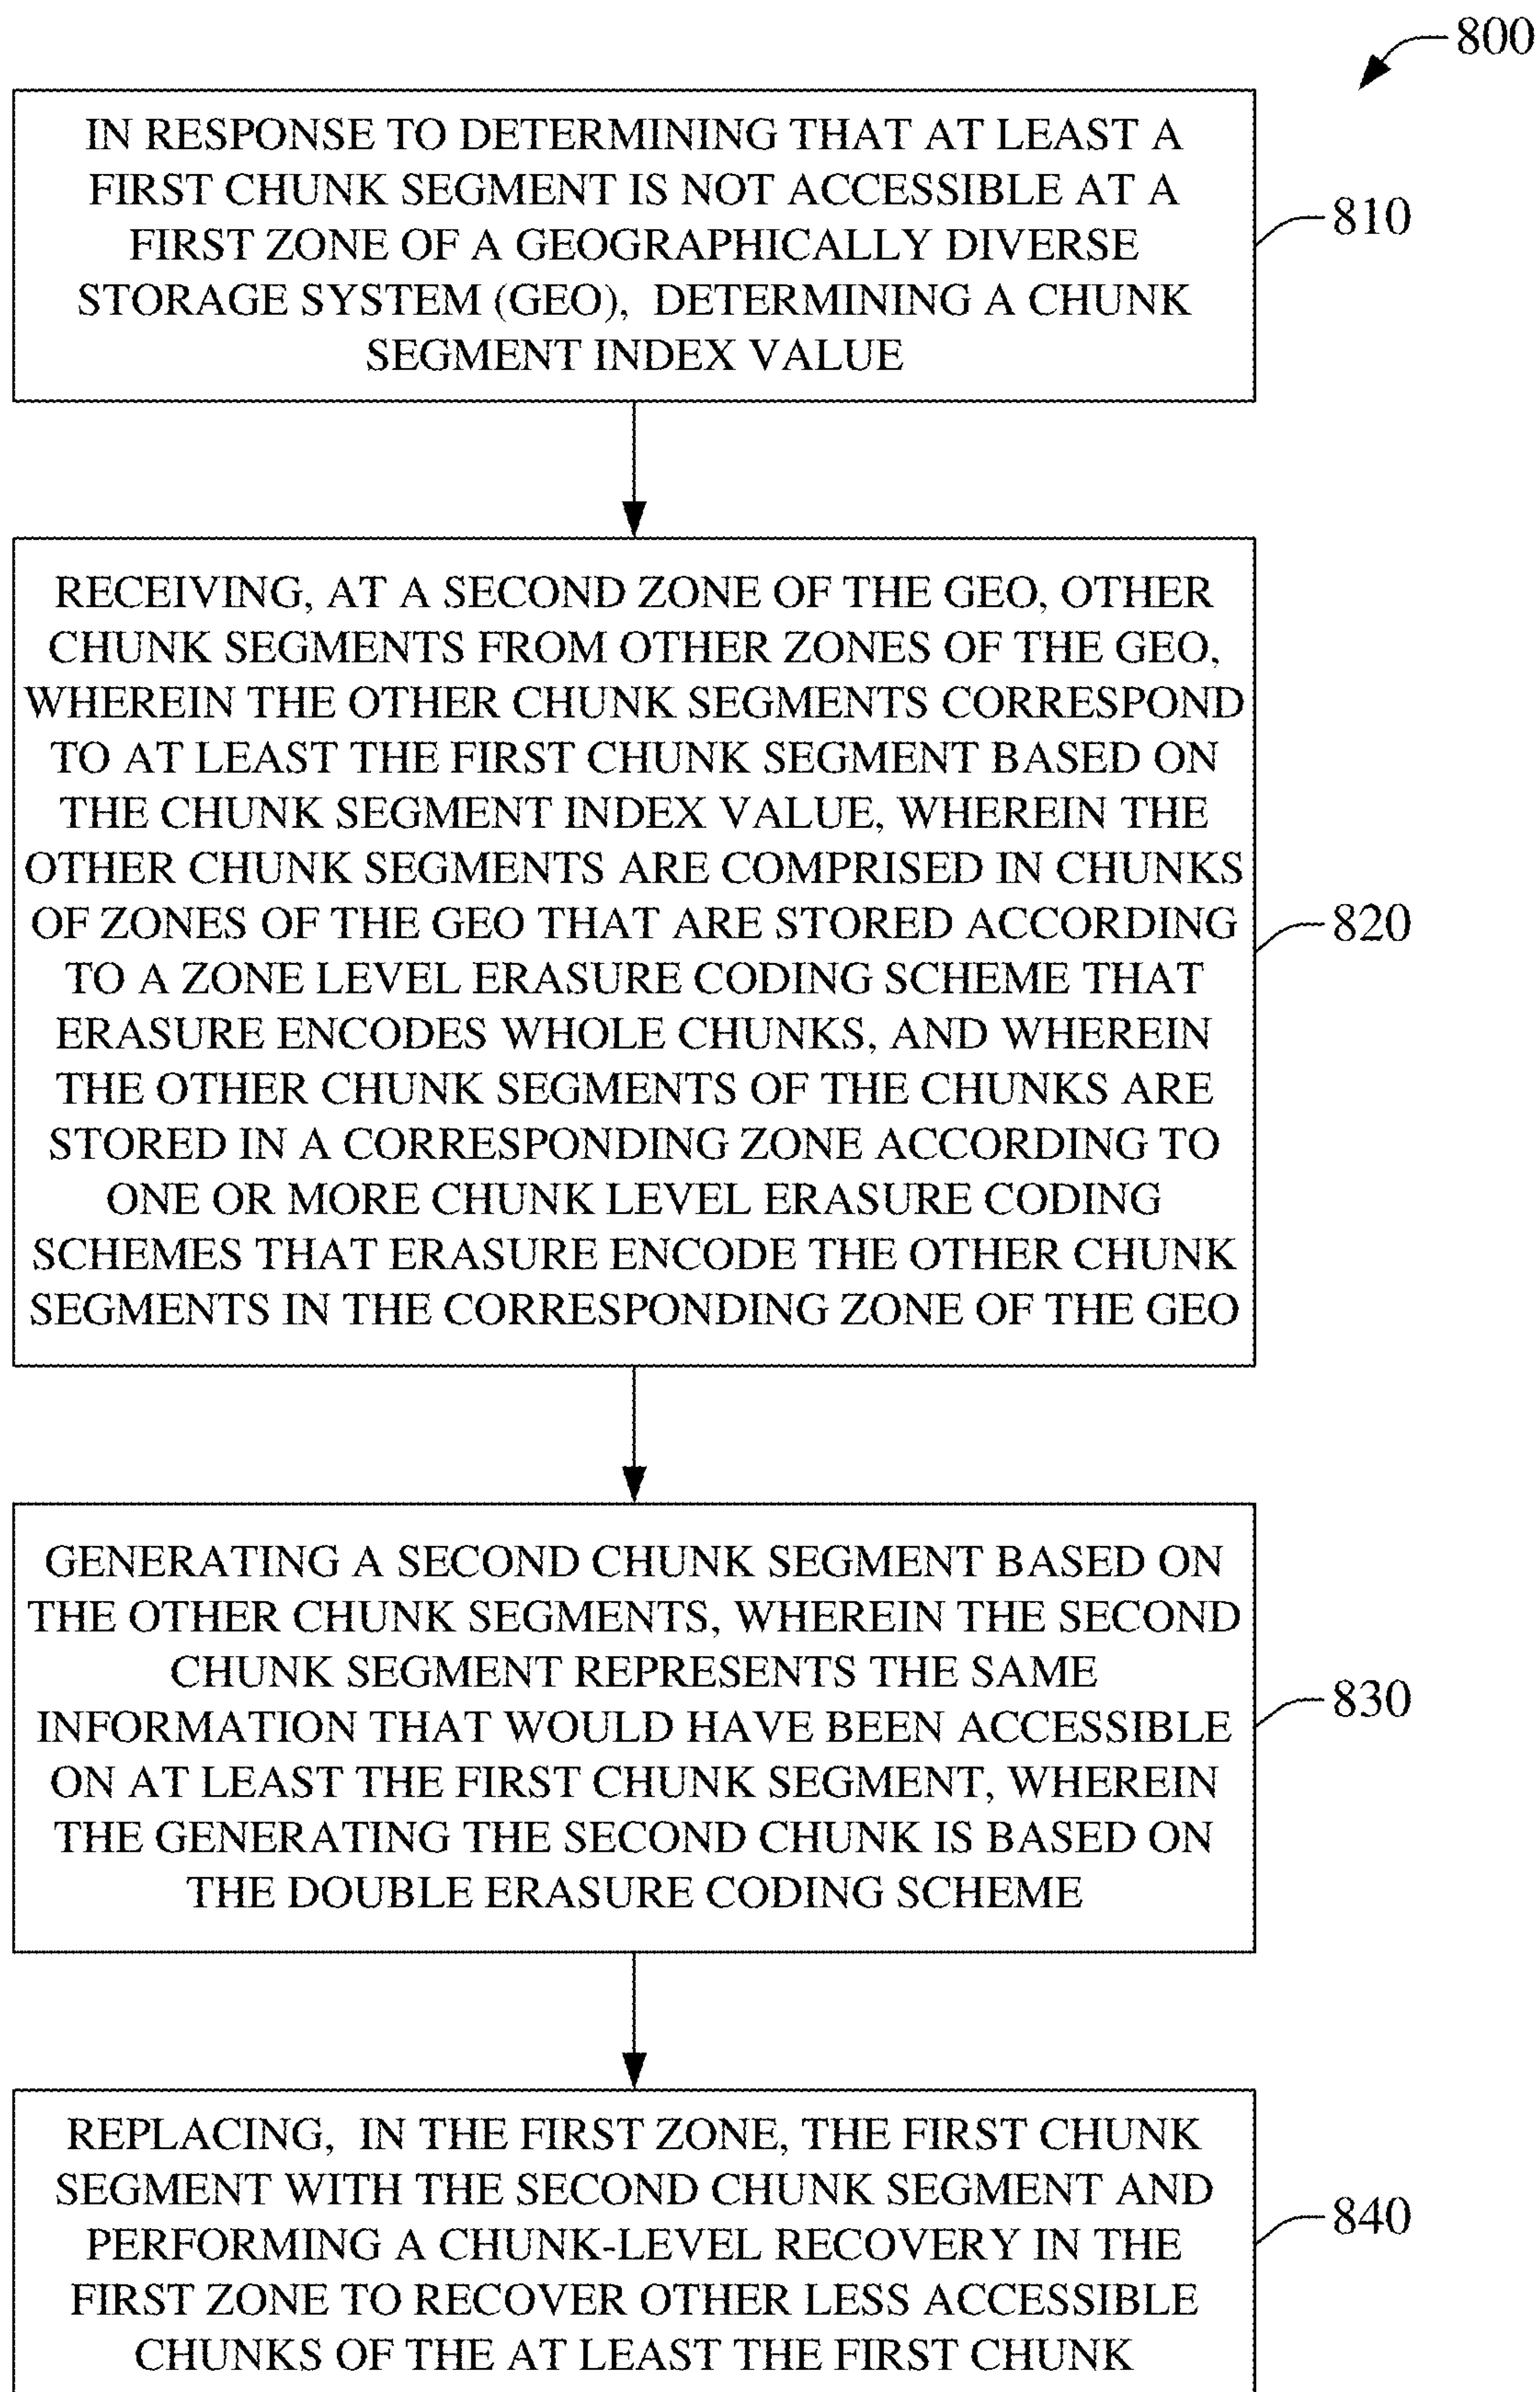 800
IN RESPONSE TO DETERMINING THAT AT LEAST A
FIRST CHUNK SEGMENT IS NOT ACCESSIBLE AT A
FIRST ZONE OF A GEOGRAPHICALLY DIVERSE
STORAGE SYSTEM (GEO), DETERMINING A CHUNK
SEGMENT INDEX VALUE
810
RECEIVING, AT A SECOND ZONE OF THE GEO, OTHER
CHUNK SEGMENTS FROM OTHER ZONES OF THE GEO,
WHEREIN THE OTHER CHUNK SEGMENTS CORRESPOND
TO AT LEAST THE FIRST CHUNK SEGMENT BASED ON
THE CHUNK SEGMENT INDEX VALUE, WHEREIN THE
OTHER CHUNK SEGMENTS ARE COMPRISED IN CHUNKS
OF ZONES OF THE GEO THAT ARE STORED ACCORDING
TO A ZONE LEVEL ERASURE CODING SCHEME THAT
ERASURE ENCODES WHOLE CHUNKS, AND WHEREIN
THE OTHER CHUNK SEGMENTS OF THE CHUNKS ARE
STORED IN A CORRESPONDING ZONE ACCORDING TO
ONE OR MORE CHUNK LEVEL ERASURE CODING
SCHEMES THAT ERASURE ENCODE THE OTHER CHUNK
SEGMENTS IN THE CORRESPONDING ZONE OF THE GEO
820
GENERATING A SECOND CHUNK SEGMENT BASED ON
THE OTHER CHUNK SEGMENTS, WHEREIN THE SECOND
CHUNK SEGMENT REPRESENTS THE SAME
INFORMATION THAT WOULD HAVE BEEN ACCESSIBLE
ON AT LEAST THE FIRST CHUNK SEGMENT, WHEREIN
THE GENERATING THE SECOND CHUNK IS BASED ON
THE DOUBLE ERASURE CODING SCHEME
830
REPLACING, IN THE FIRST ZONE, THE FIRST CHUNK
SEGMENT WITH THE SECOND CHUNK SEGMENT AND
PERFORMING A CHUNK-LEVEL RECOVERY IN THE
FIRST ZONE TO RECOVER OTHER LESS ACCESSIBLE
CHUNKS OF THE AT LEAST THE FIRST CHUNK
840